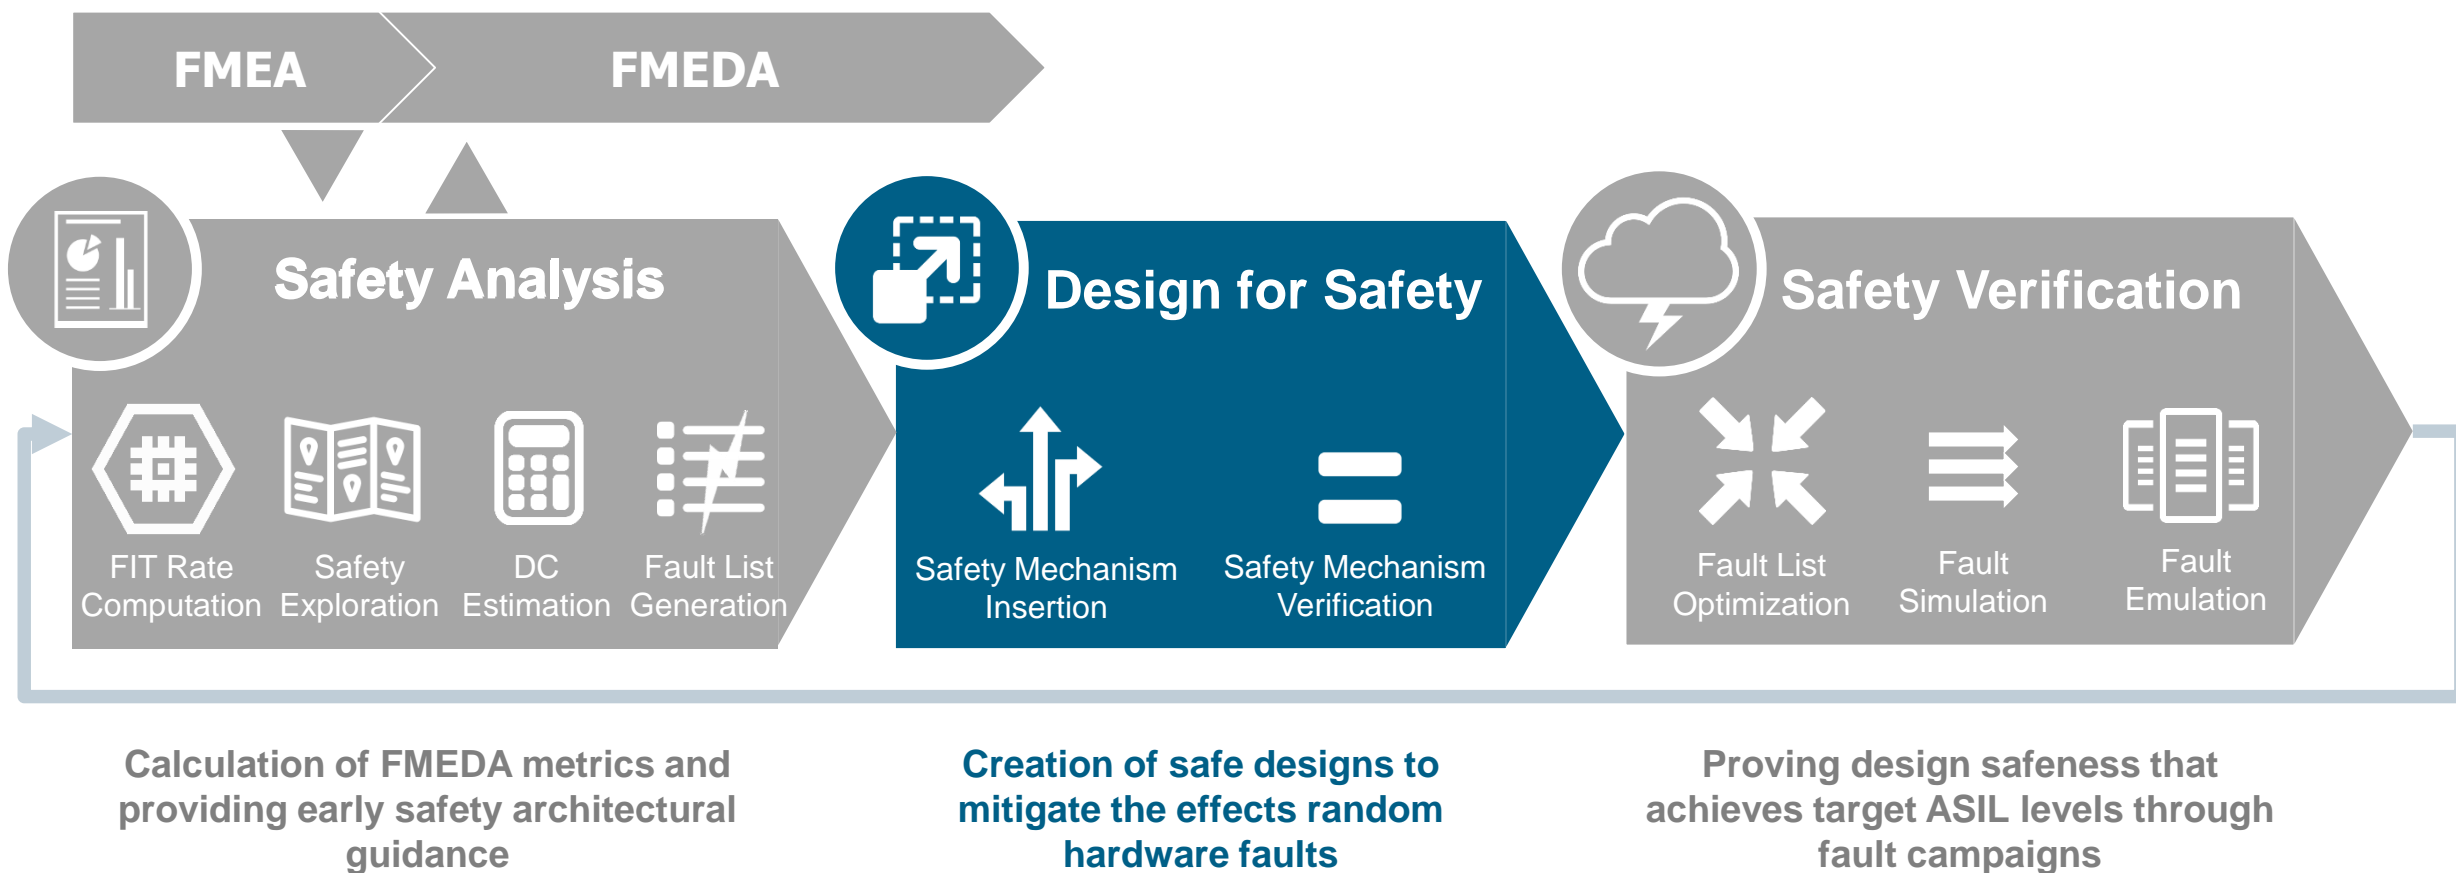 FMEA
FMEDA
Safety Analysis
FIT Rate
Computation
Safety
Exploration
DC
Estimation
Fault List
Generation
Design for Safety
Safety Mechanism
Insertion
Safety Mechanism
Verification
Safety Verification
Fault List
Optimization
Fault
Simulation
Fault
Emulation
Calculation of FMEDA metrics and
providing early safety architectural
guidance
Creation of safe designs to
mitigate the effects random
hardware faults
Proving design safeness that
achieves target ASIL levels through
fault campaigns